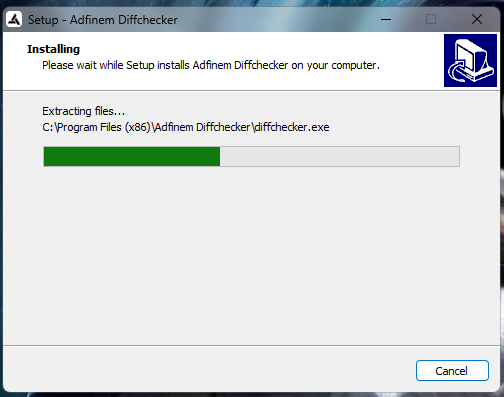 Setup - Adfinem Diffchecker
Installing
Please wait while Setup installs Adfinem Diffchecker on your computer.
Extracting files...
C:\Program Files (x86)\Adfinem Diffchecker\diffchecker.exe
Cancel